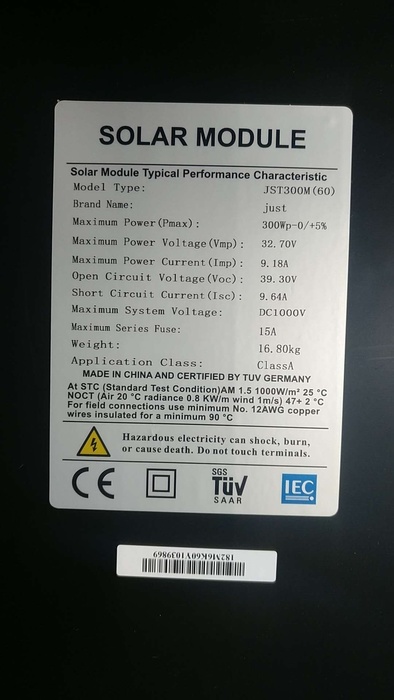 SOLAR MODULE
Solar Module Typical Performance Characteristic
Model Type: JST300M(60)
Brand Name: just
Maximum Power(Pmax): 300Wp-0/+5%
Maximum Power Voltage(Vmp): 32.70V
Maximum Power Current(Imp): 9.18A
Open Circuit Voltage(Voc): 39.30V
Short Circuit Current(Isc): 9.64A
Maximum System Voltage: DC1000V
Maximum Series Fuse: 15A
Weight: 16.80kg
Application Class: ClassA
MADE IN CHINA AND CERTIFIED BY TUV GERMANY
At STC (Standard Test Condition)AM 1.5 1000W/m² 25 °C
NOCT (Air 20 °C radiance 0.8 KW/m wind 1m/s) 47+ 2 °C
For field connections use minimum No. 12AWG copper
wires insulated for a minimum 90 °C
Hazardous electricity can shock, burn,
or cause death. Do not touch terminals.
CE
SGS
TÜV
SAAR
IEC